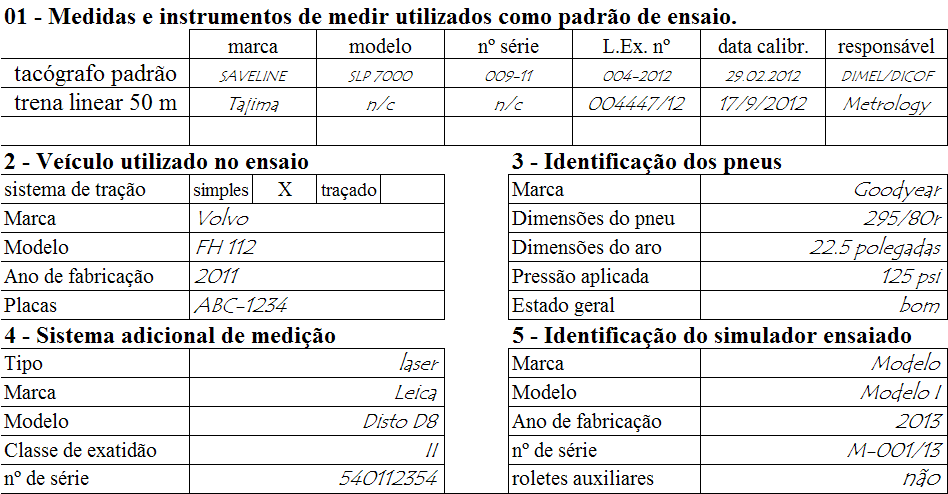 01 - Medidas e instrumentos de medir utilizados como padrão de ensaio.
marca modelo nº série L.Ex. nº data calibr. responsável
tacógrafo padrão SAVELINE SLP 7000 009-11 004-2012 29.02.2012 DIMEL/DICOF
trena linear 50 m Tajima n/c n/c 004447/12 17/9/2012 Metrology
2 - Veículo utilizado no ensaio
sistema de tração simples X traçado
Marca Volvo
Modelo FH 112
Ano de fabricação 2011
Placas ABC-1234
3 - Identificação dos pneus
Marca Goodyear
Dimensões do pneu 295/80r
Dimensões do aro 22.5 polegadas
Pressão aplicada 125 psi
Estado geral bom
4 - Sistema adicional de medição
Tipo laser
Marca Leica
Modelo Disto D8
Classe de exatidão II
nº de série 540112354
5 - Identificação do simulador ensaiado
Marca Modelo
Modelo Modelo I
Ano de fabricação 2013
nº de série M-001/13
roletes auxiliares não